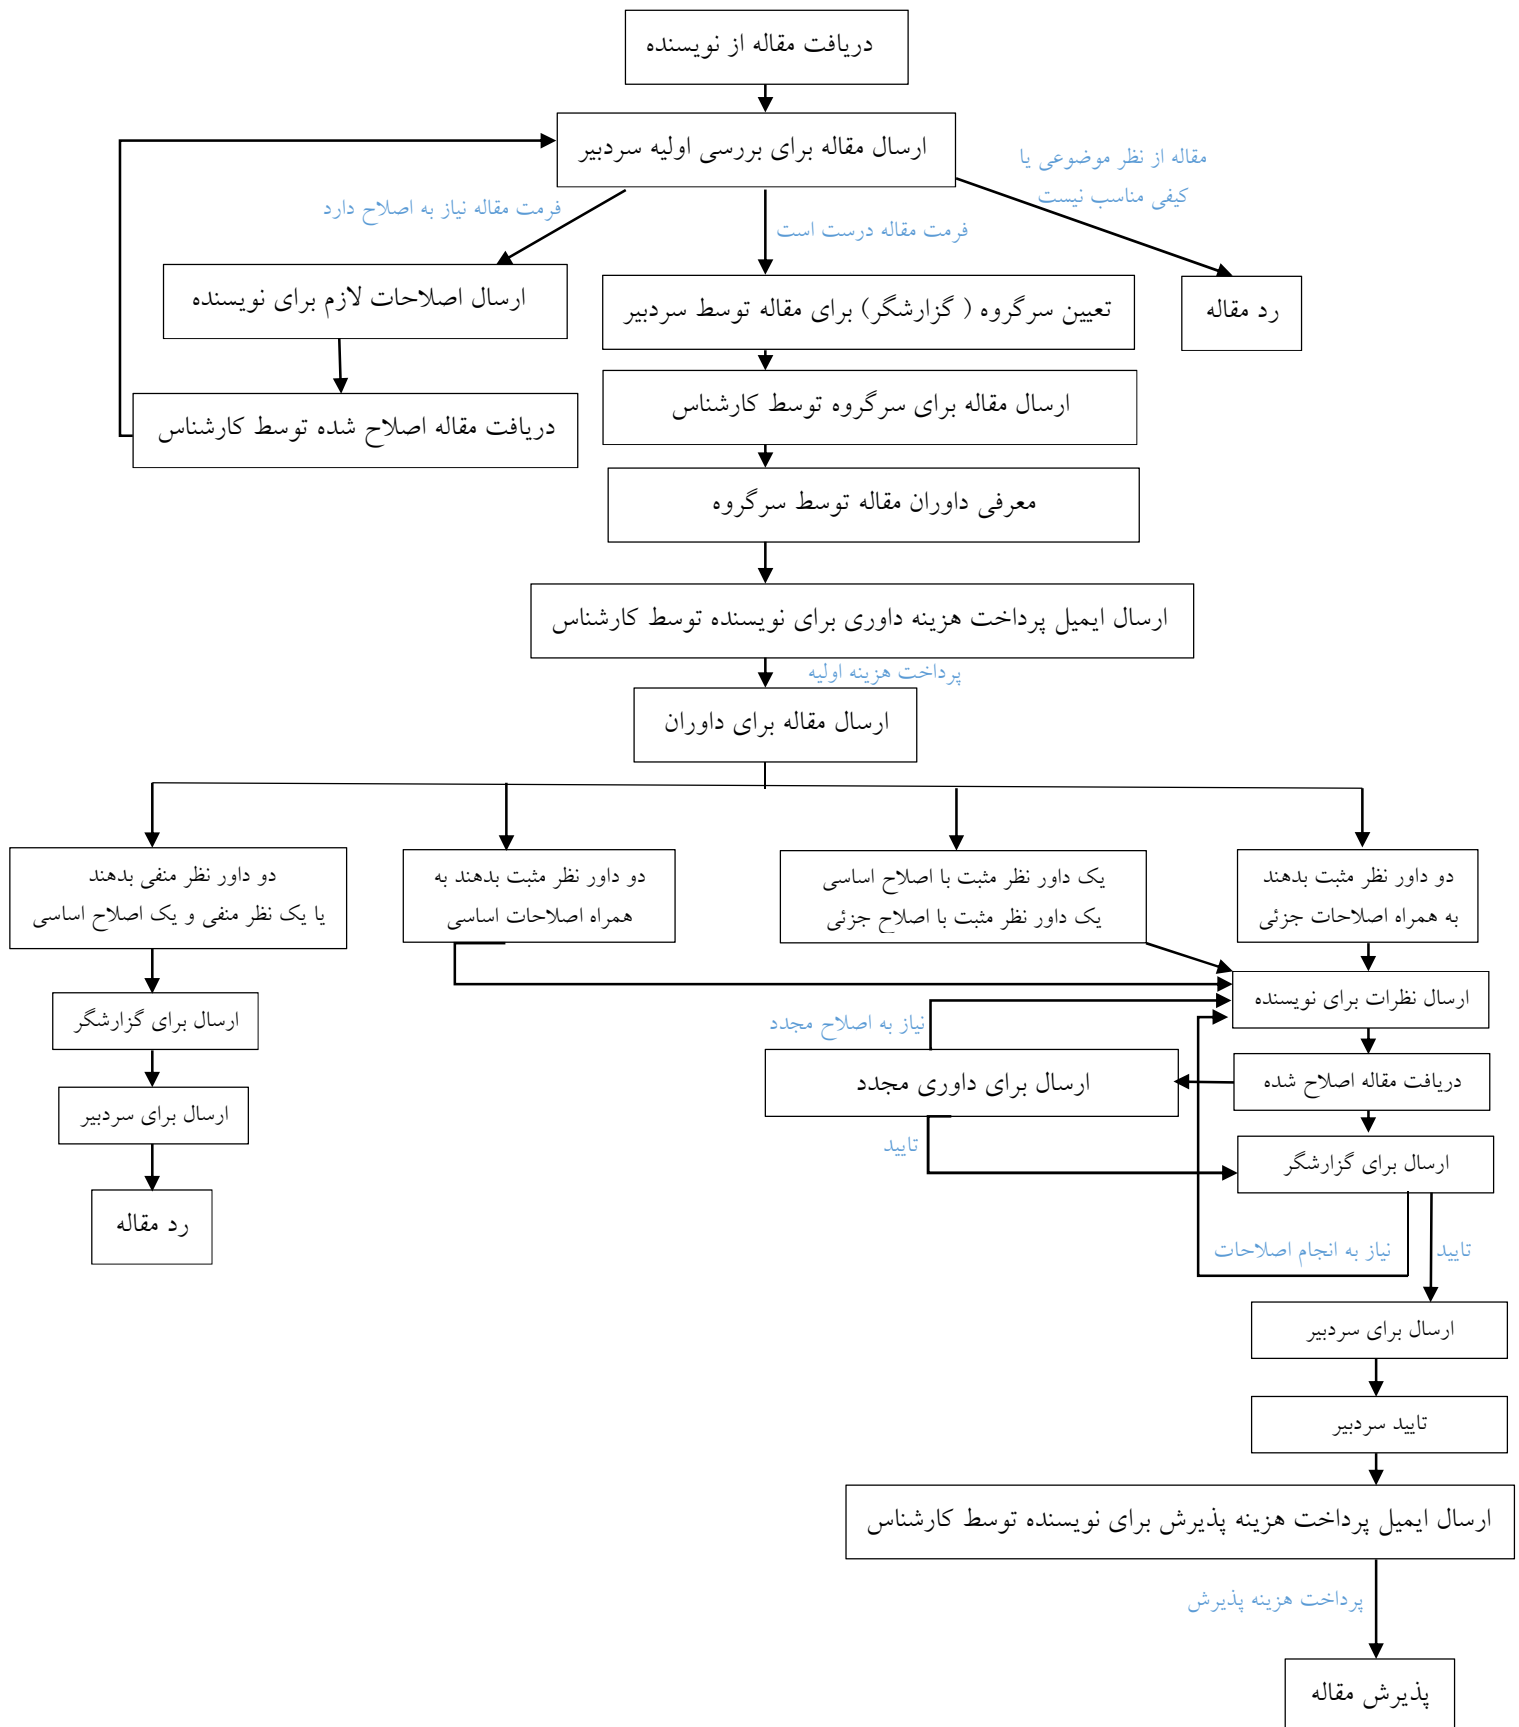 دریافت مقاله از نویسنده
ارسال مقاله برای بررسی اولیه سردبیر
مقاله از نظر موضوعی یا
کیفی مناسب نیست
فرمت مقاله نیاز به اصلاح دارد
فرمت مقاله درست است
ارسال اصلاحات لازم برای نویسنده
تعیین سرگروه ( گزارشگر) برای مقاله توسط سردبیر
رد مقاله
ارسال مقاله برای سرگروه توسط کارشناس
دریافت مقاله اصلاح شده توسط کارشناس
معرفی داوران مقاله توسط سرگروه
ارسال ایمیل پرداخت هزینه داوری برای نویسنده توسط کارشناس
پرداخت هزینه اولیه
ارسال مقاله برای داوران
دو داور نظر مثبت بدهند
به همراه اصلاحات جزئی
یک داور نظر مثبت با اصلاح اساسی
یک داور نظر مثبت با اصلاح جزئی
دو داور نظر مثبت بدهند به
همراه اصلاحات اساسی
دو داور نظر منفی بدهند
یا یک نظر منفی و یک اصلاح اساسی
ارسال نظرات برای نویسنده
ارسال برای گزارشگر
نیاز به اصلاح مجدد
دریافت مقاله اصلاح شده
ارسال برای داوری مجدد
ارسال برای سردبیر
تایید
ارسال برای گزارشگر
رد مقاله
تایید
نیاز به انجام اصلاحات
ارسال برای سردبیر
تایید سردبیر
ارسال ایمیل پرداخت هزینه پذیرش برای نویسنده توسط کارشناس
پرداخت هزینه پذیرش
پذیرش مقاله